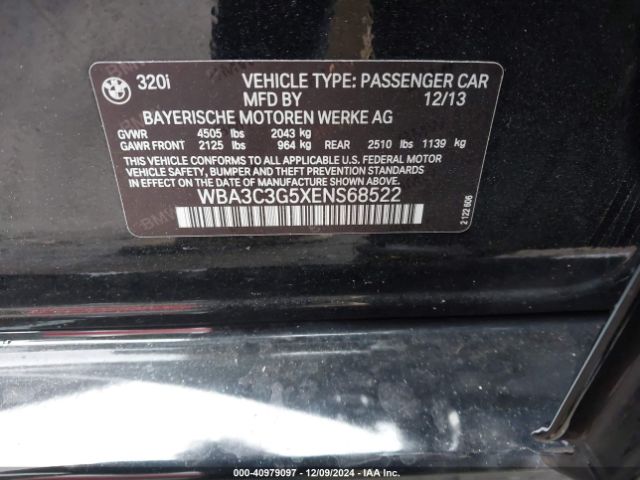 320i VEHICLE TYPE: PASSENGER CAR
MFD BY 12/13
BAYERISCHE MOTOREN WERKE AG
GVWR 4505 lbs 2043 kg
GAWR FRONT 2125 lbs 964 kg REAR 2510 lbs 1139 kg
THIS VEHICLE CONFORMS TO ALL APPLICABLE U.S. FEDERAL MOTOR
VEHICLE SAFETY, BUMPER AND THEFT PREVENTION STANDARDS
IN EFFECT ON THE DATE OF MANUFACTURE SHOWN ABOVE.
WBA3C3G5XENS68522
2 122 606
000-40979097 - 12/09/2024 - IAA Inc.